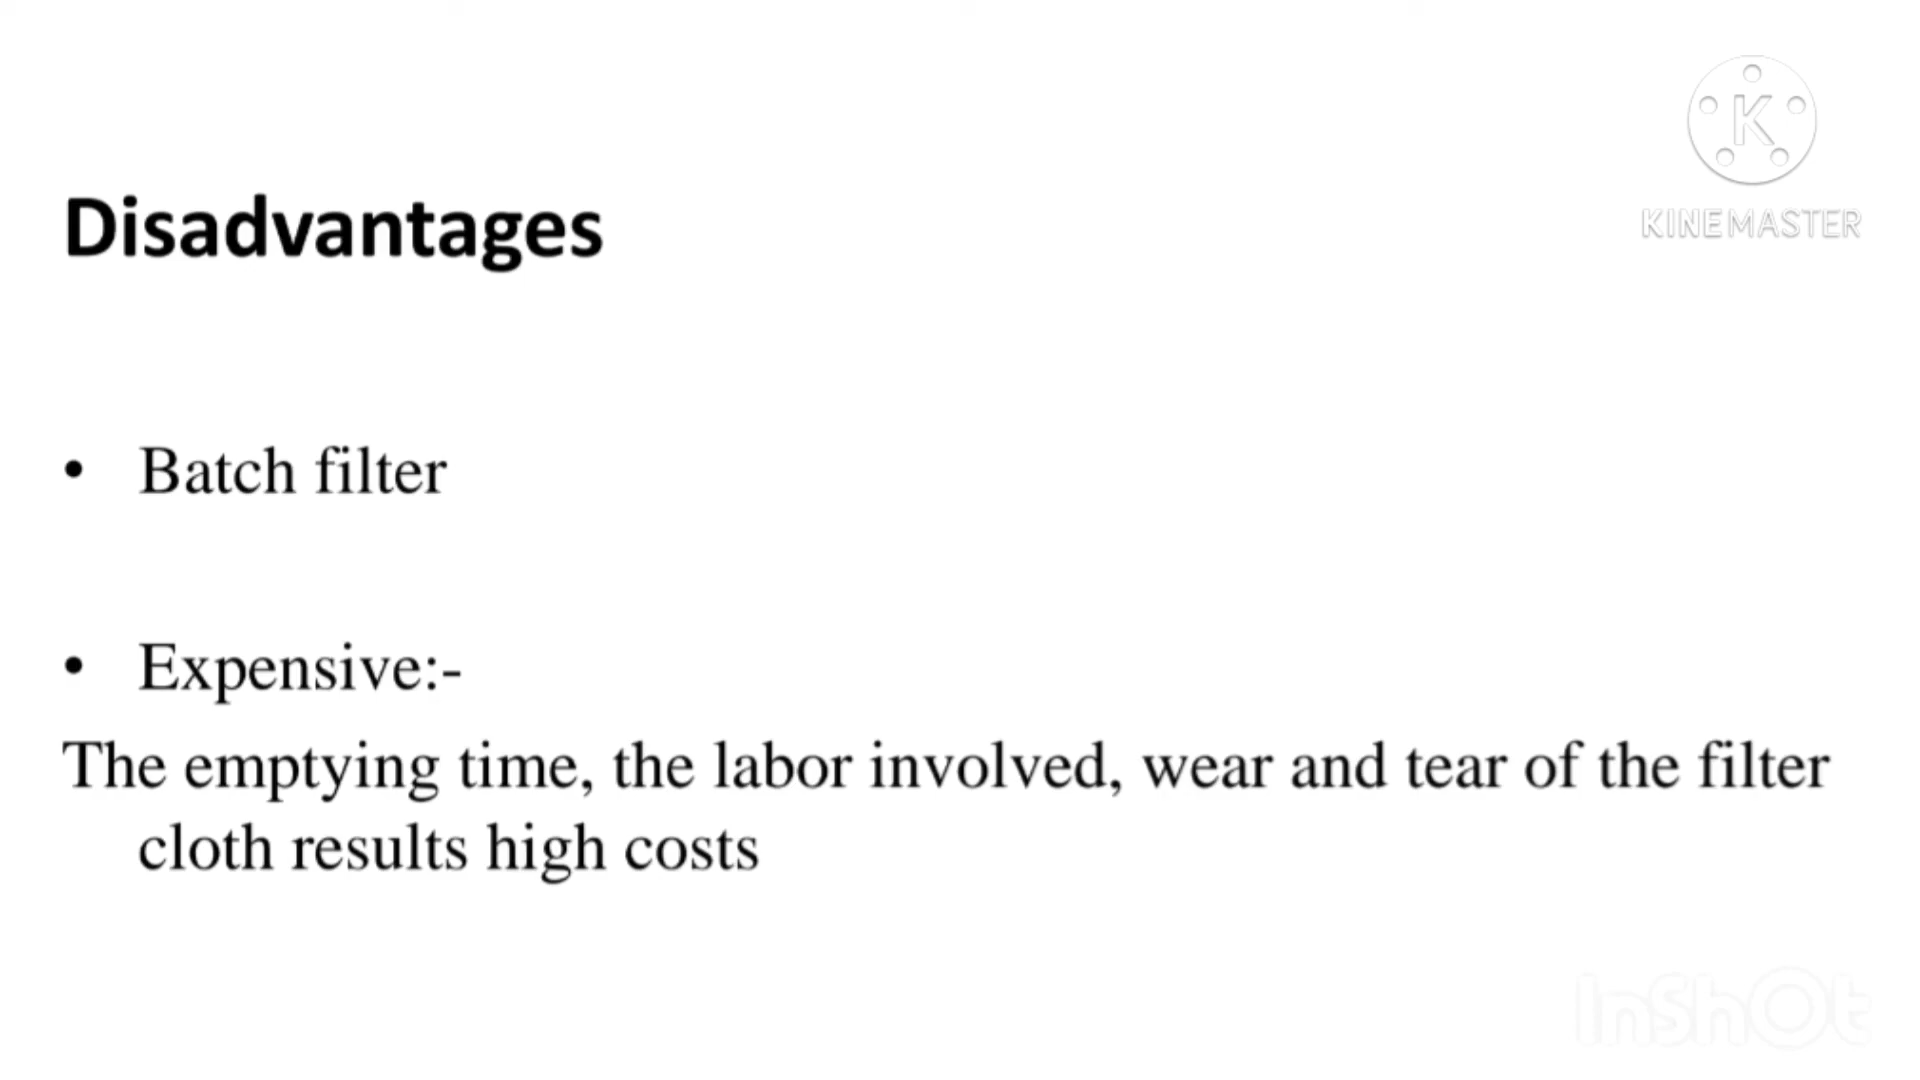 K
KINEMASTER
Disadvantages
• Batch filter
• Expensive:-
The emptying time, the labor involved, wear and tear of the filter
cloth results high costs
InShOt